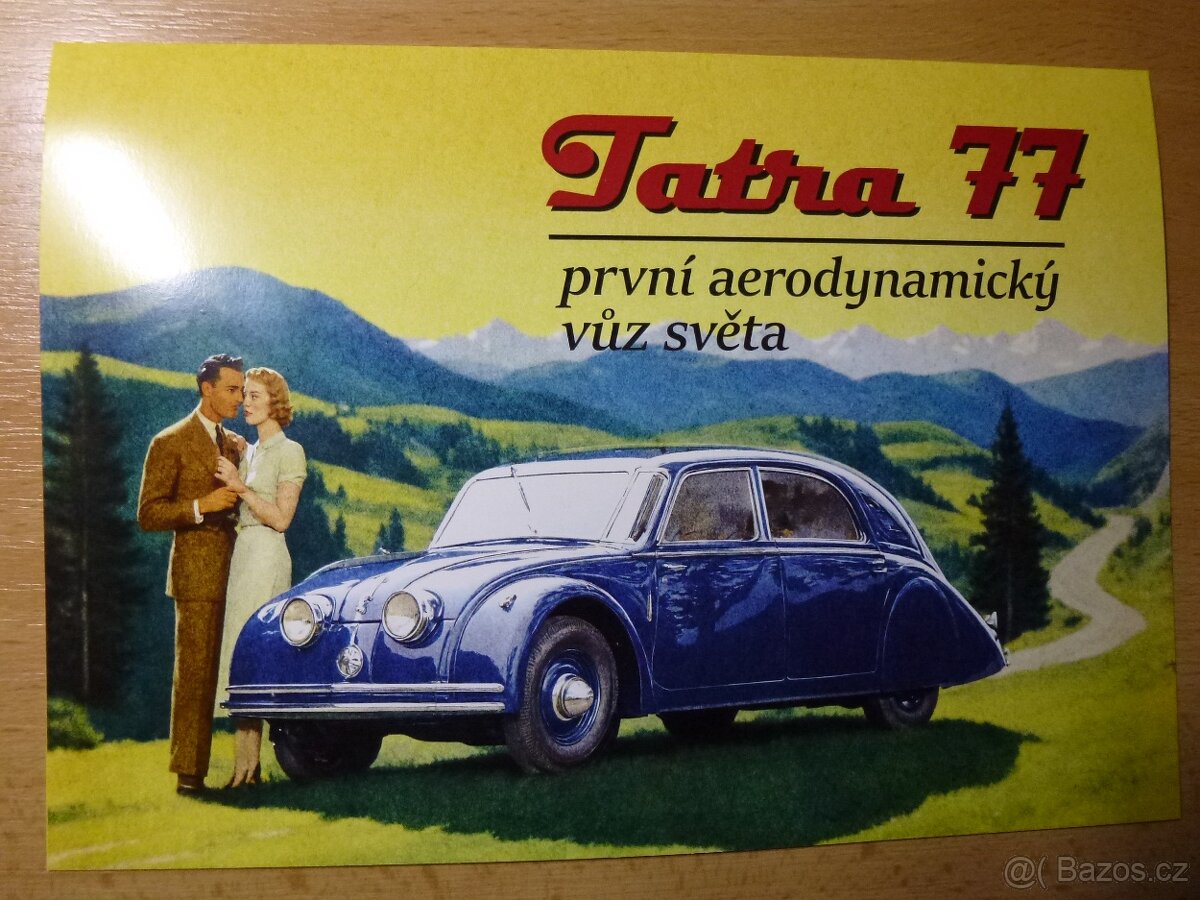 Tatra 77
první aerodynamický
vůz světa
@( Bazos.cz